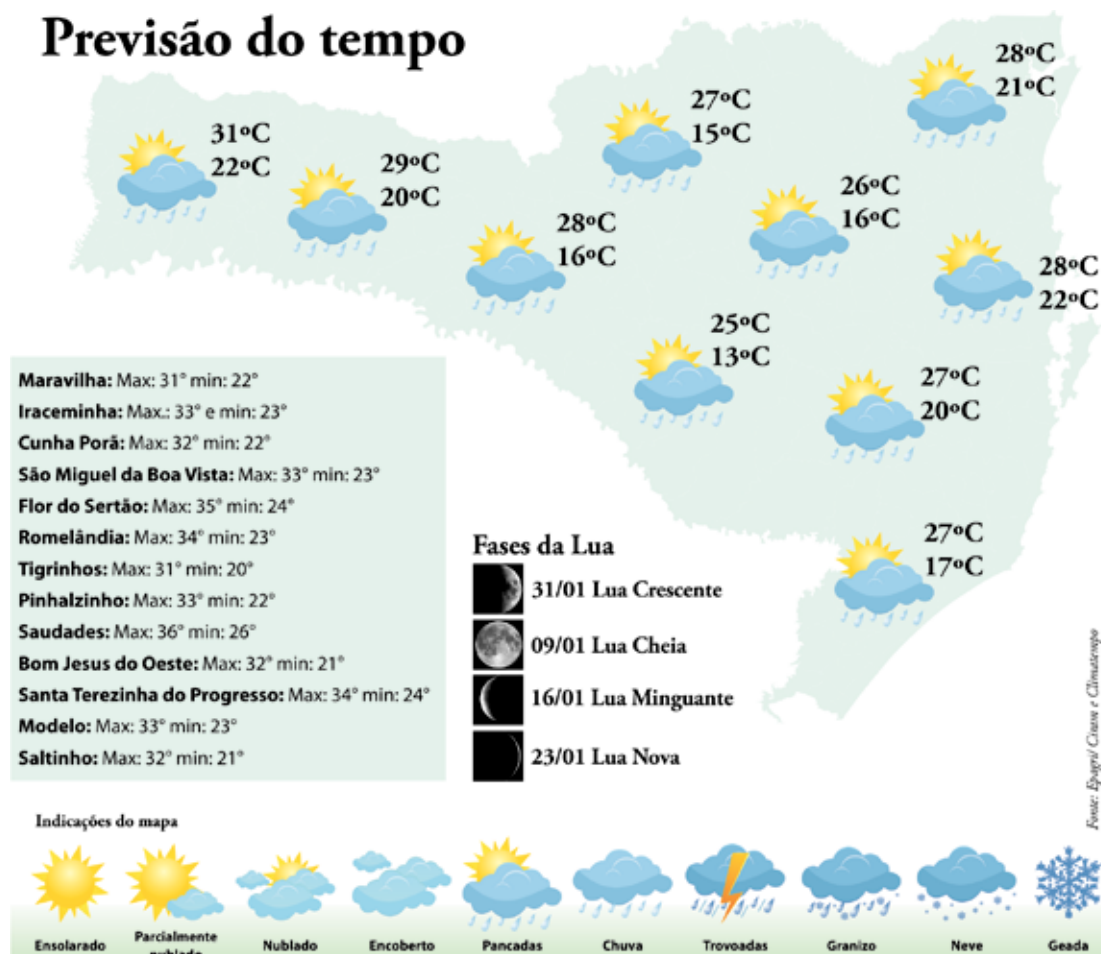 Previsão do tempo
31ºC
22ºC
29ºC
20ºC
28ºC
16ºC
27ºC
15ºC
28ºC
21ºC
26ºC
16ºC
28ºC
22ºC
25ºC
13ºC
27ºC
20ºC
27ºC
17ºC
Maravilha: Max: 31° min: 22°
Iraceminha: Max.: 33° e min: 23°
Cunha Porã: Max: 32° min: 22°
São Miguel da Boa Vista: Max: 33° min: 23°
Flor do Sertão: Max: 35° min: 24°
Romelândia: Max: 34° min: 23°
Tigrinhos: Max: 31° min: 20°
Pinhalzinho: Max: 33° min: 22°
Saudades: Max: 36° min: 26°
Bom Jesus do Oeste: Max: 32° min: 21°
Santa Terezinha do Progresso: Max: 34° min: 24°
Modelo: Max: 33° min: 23°
Saltinho: Max: 32° min: 21°
Fases da Lua
31/01 Lua Crescente
09/01 Lua Cheia
16/01 Lua Minguante
23/01 Lua Nova
Fonte: Epagri/ Ciram e Climatempo
Indicações do mapa
Ensolarado
Parcialmente
nublado
Nublado
Encoberto
Pancadas
Chuva
Trovoadas
Granizo
Neve
Geada